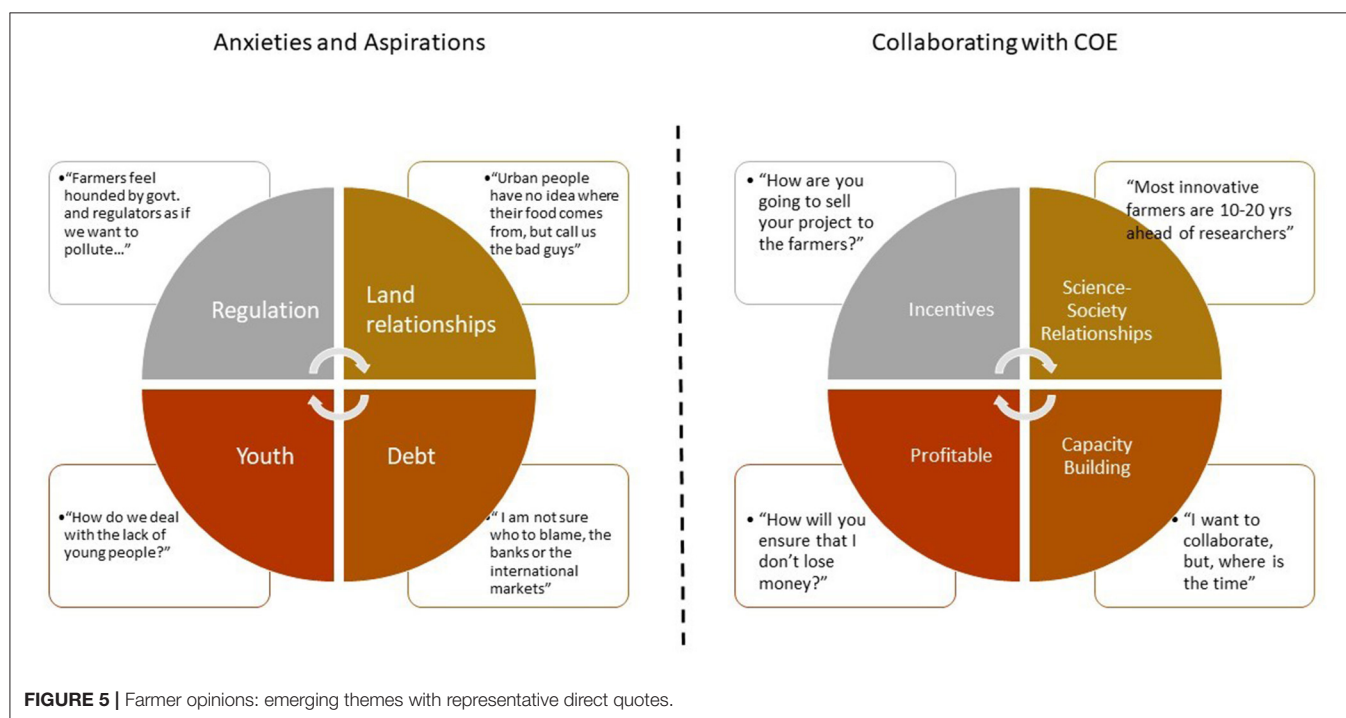 Anxieties and Aspirations
Collaborating with COE
•“Farmers feel
hounded by govt.
and regulators as if
we want to
pollute…”
•“Urban people
have no idea where
their food comes
from, but call us
the bad guys”
Regulation
Land
relationships
Youth
Debt
•“How do we deal
with the lack of
young people?”
•“ I am not sure
who to blame, the
banks or the
international
markets”
• “How are you
going to sell
your project to
the farmers?”
“Most innovative
farmers are 10-20 yrs
ahead of researchers”
Incentives
Science-
Society
Relationships
Profitable
Capacity
Building
• “How will you
ensure that I
don’t lose
money?”
• “I want to
collaborate,
but, where is
the time”
FIGURE 5 | Farmer opinions: emerging themes with representative direct quotes.